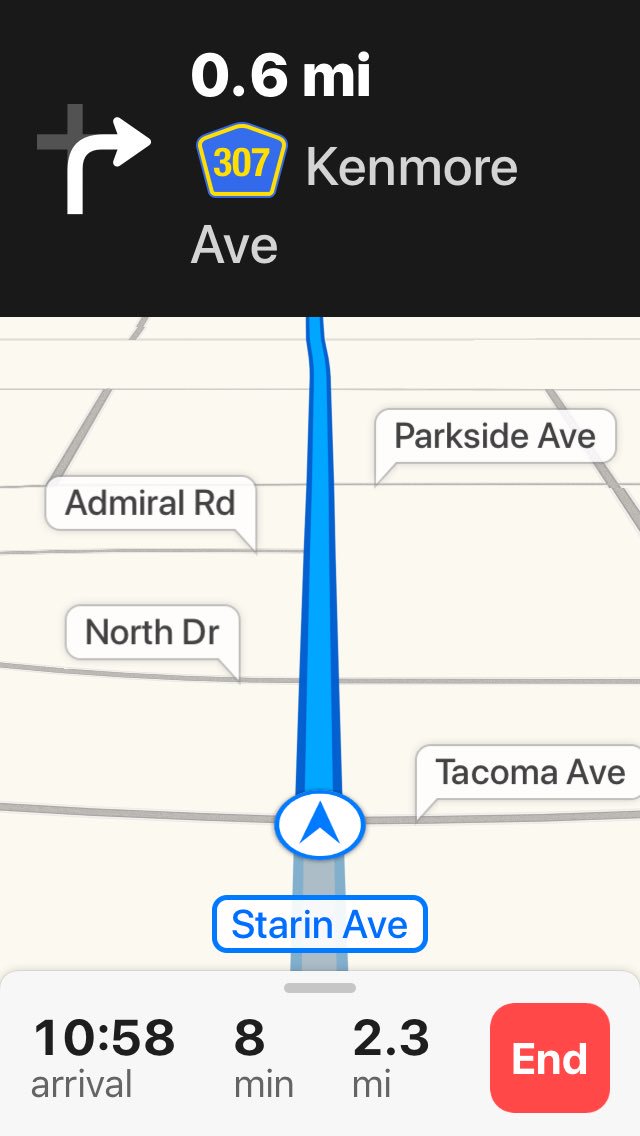 0.6 mi
307 Kenmore
Ave
Parkside Ave
Admiral Rd
North Dr
Tacoma Ave
Starin Ave
10:58 8 2.3
arrival min mi
End